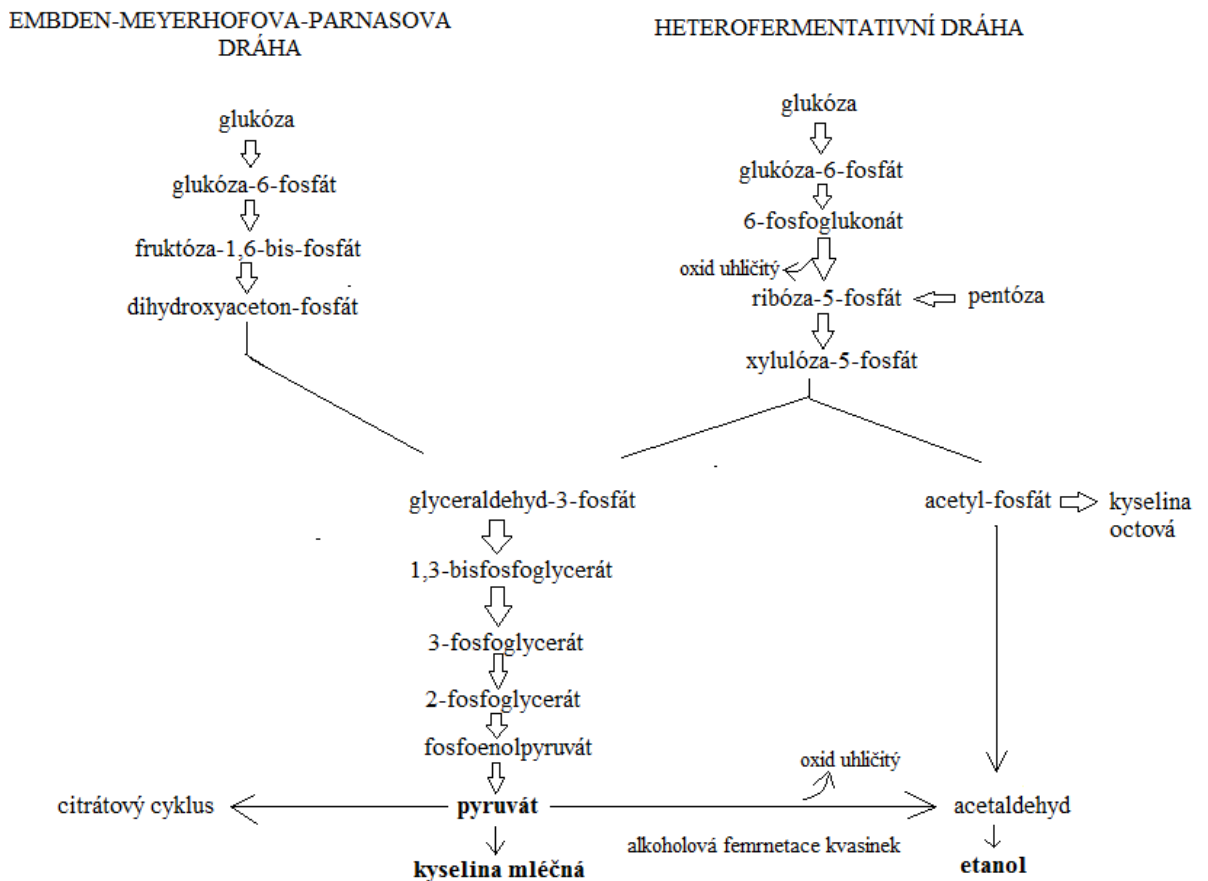 EMBDEN-MEYERHOFOVA-PARNASOVA
DRÁHA
HETEROFERMENTATIVNÍ DRÁHA
glukóza
glukóza-6-fosfát
fruktóza-1,6-bis-fosfát
dihydroxyaceton-fosfát
glukóza
glukóza-6-fosfát
6-fosfoglukonát
oxid uhličitý
ribóza-5-fosfát
pentóza
xylulóza-5-fosfát
glyceraldehyd-3-fosfát
acetyl-fosfát
kyselina
octová
1,3-bisfosfoglycerát
3-fosfoglycerát
2-fosfoglycerát
fosfoenolpyruvát
oxid uhličitý
citrátový cyklus
pyruvát
acetaldehyd
alkoholová femrnetace kvasinek
kyselina mléčná
etanol